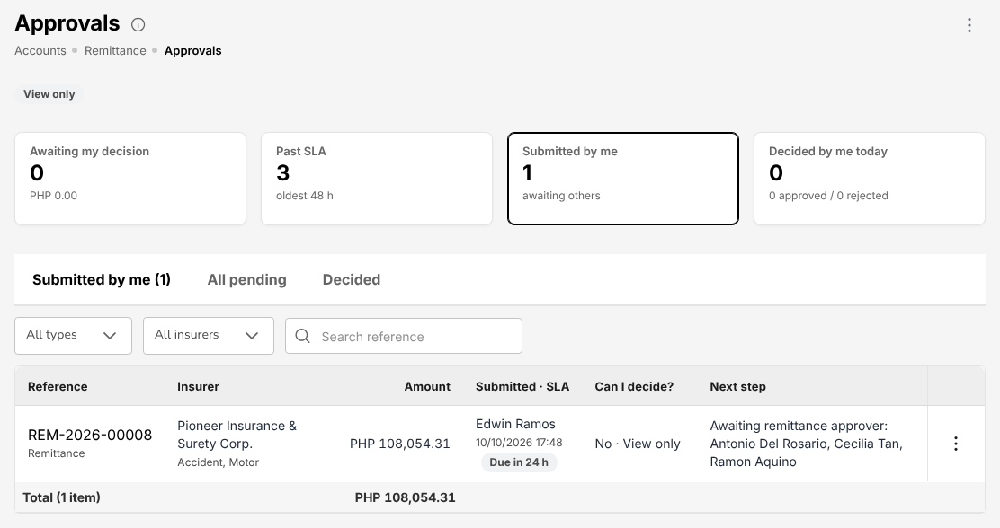 Approvals
Accounts • Remittance • Approvals
View only
Awaiting my decision
0
PHP 0.00
Past SLA
3
oldest 48 h
Submitted by me
1
awaiting others
Decided by me today
0
0 approved / 0 rejected
Submitted by me (1) All pending Decided
All types All insurers Search reference
Reference Insurer Amount Submitted · SLA Can I decide? Next step
REM-2026-00008
Remittance
Pioneer Insurance &
Surety Corp.
Accident, Motor
PHP 108,054.31
Edwin Ramos
10/10/2026 17:48
Due in 24 h
No · View only
Awaiting remittance approver:
Antonio Del Rosario, Cecilia Tan,
Ramon Aquino
Total (1 item) PHP 108,054.31